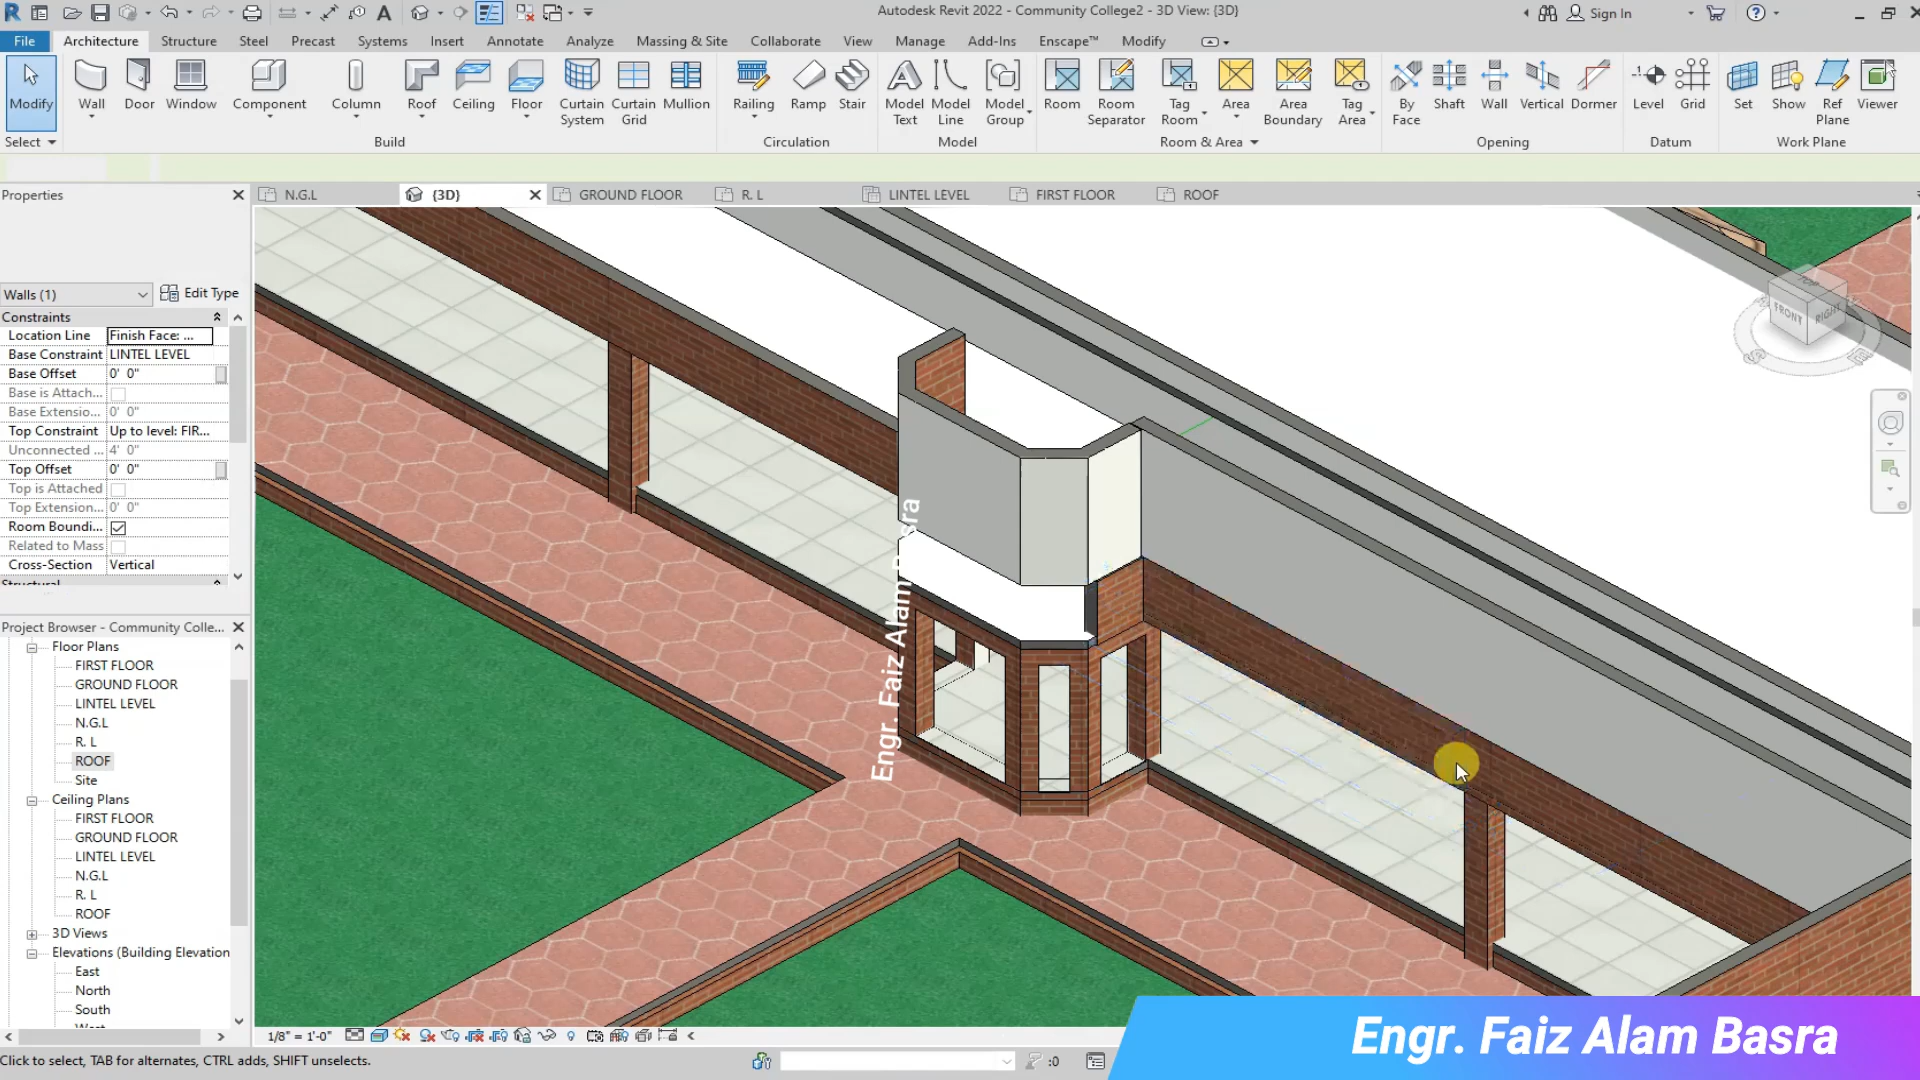 Autodesk Revit 2022 - Community College2 - 3D View: {3D}
Sign In
File Architecture Structure Steel Precast Systems Insert Annotate Analyze Massing & Site Collaborate View Manage Add-Ins Enscape™ Modify
Modify Wall Door Window Component Column Roof Ceiling Floor Curtain System Curtain Grid Mullion Railing Ramp Stair Model Text Model Line Model Group Room Room Separator Tag Room Area Area Boundary Tag Area By Face Shaft Wall Vertical Dormer Level Grid Set Show Ref Plane Viewer
Select Build Circulation Model Room & Area Opening Datum Work Plane
Properties
N.G.L {3D} GROUND FLOOR R. L LINTEL LEVEL FIRST FLOOR ROOF
Walls (1) Edit Type
Constraints
Location Line Finish Face: ...
Base Constraint LINTEL LEVEL
Base Offset 0' 0"
Base is Attach...
Base Extensio... 0' 0"
Top Constraint Up to level: FIR...
Unconnected ... 4' 0"
Top Offset 0' 0"
Top is Attached
Top Extension... 0' 0"
Room Boundi...
Related to Mass
Cross-Section Vertical
Structural
Project Browser - Community Colle...
Floor Plans
FIRST FLOOR
GROUND FLOOR
LINTEL LEVEL
N.G.L
R. L
ROOF
Site
Ceiling Plans
FIRST FLOOR
GROUND FLOOR
LINTEL LEVEL
N.G.L
R. L
ROOF
3D Views
Elevations (Building Elevation
East
North
South
West
TOP
FRONT RIGHT
S E
Engr. Faiz Alam Basra
1/8" = 1'-0"
Click to select, TAB for alternates, CTRL adds, SHIFT unselects.
:0
Engr. Faiz Alam Basra